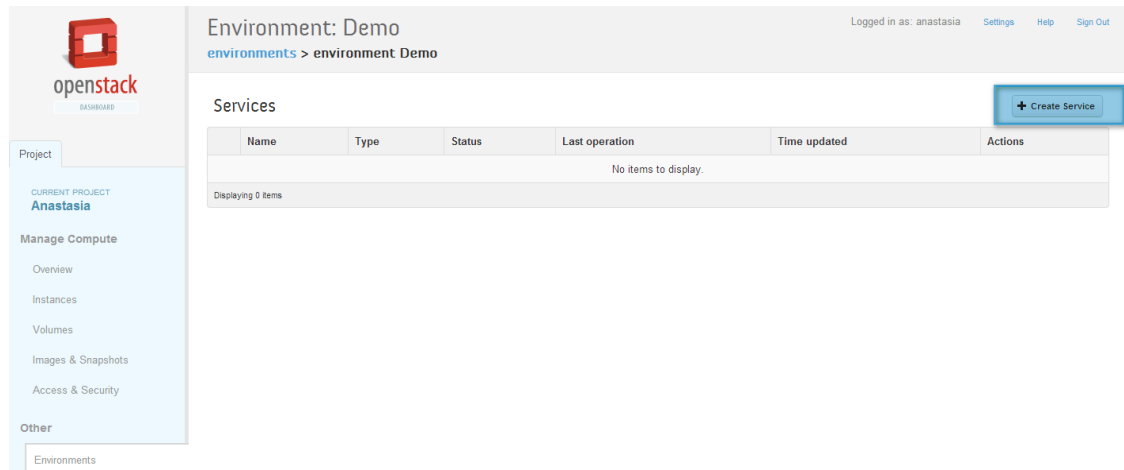 openstack
DASHBOARD
Project
CURRENT PROJECT
Anastasia
Manage Compute
Overview
Instances
Volumes
Images & Snapshots
Access & Security
Other
Environments
Environment: Demo
environments > environment Demo
Logged in as: anastasia Settings Help Sign Out
Services
+ Create Service
Name Type Status Last operation Time updated Actions
No items to display.
Displaying 0 items